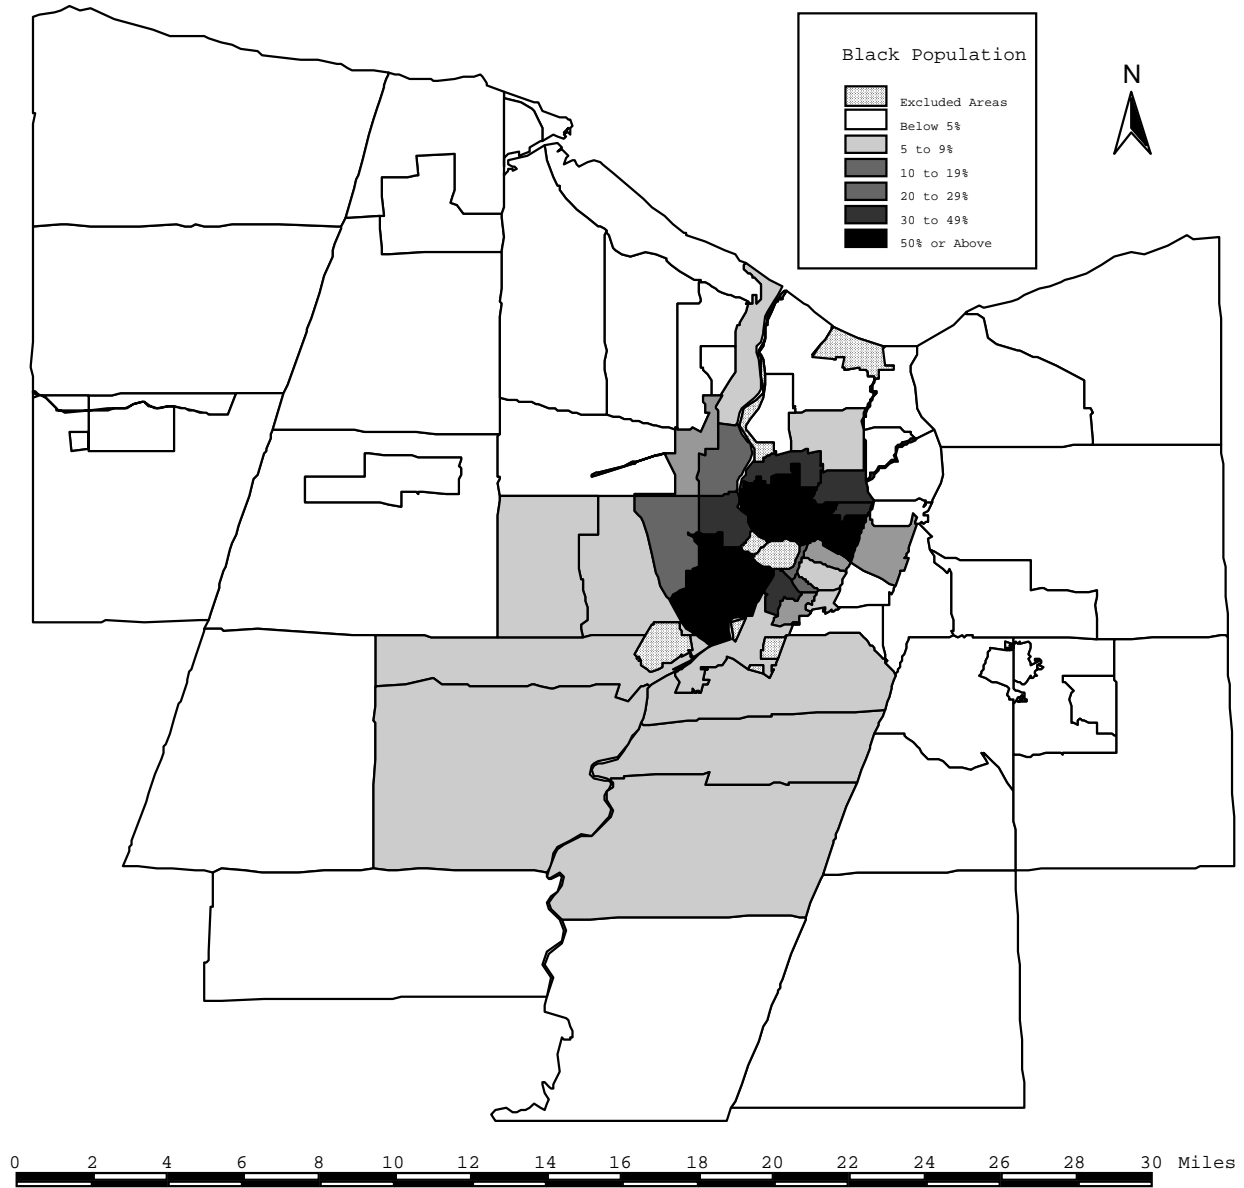 Black Population
Excluded Areas
Below 5%
5 to 9%
10 to 19%
20 to 29%
30 to 49%
50% or Above
N
0 2 4 6 8 10 12 14 16 18 20 22 24 26 28 30 Miles